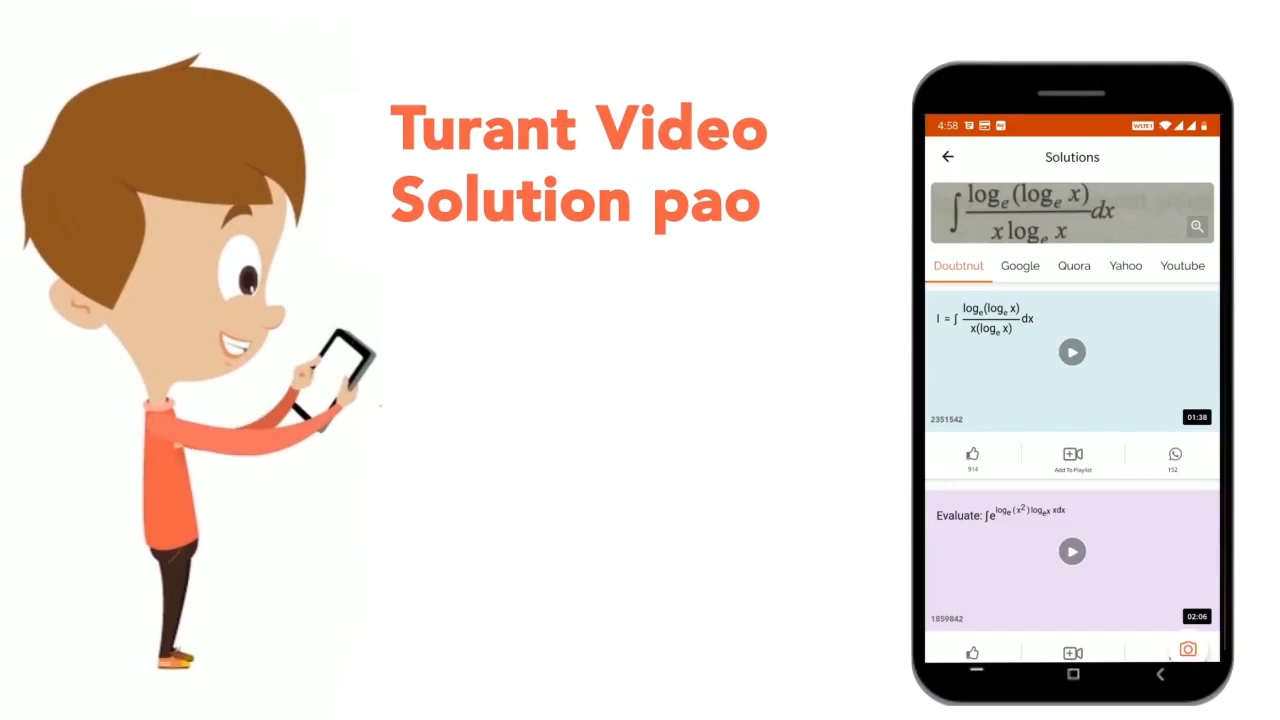 Turant Video
Solution pao
4:58
VoLTE1
Solutions
∫ logₑ(logₑ x) / x logₑ x dx
Doubtnut Google Quora Yahoo Youtube
I = ∫ logₑ(logₑ x) / x(logₑ x) dx
2351542 01:38
914 Add To Playlist 152
Evaluate: ∫e^logₑ(x²)logₑx xdx
1859842 02:06